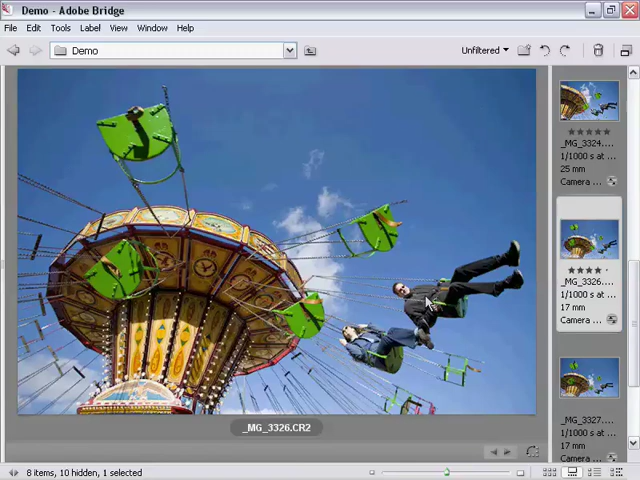 Demo - Adobe Bridge
File Edit Tools Label View Window Help
Demo
Unfiltered
_MG_3324....
1/1000 s at ...
25 mm
Camera ...
_MG_3326....
1/1000 s at ...
17 mm
Camera ...
_MG_3327....
1/1000 s at ...
17 mm
Camera ...
_MG_3326.CR2
8 items, 10 hidden, 1 selected